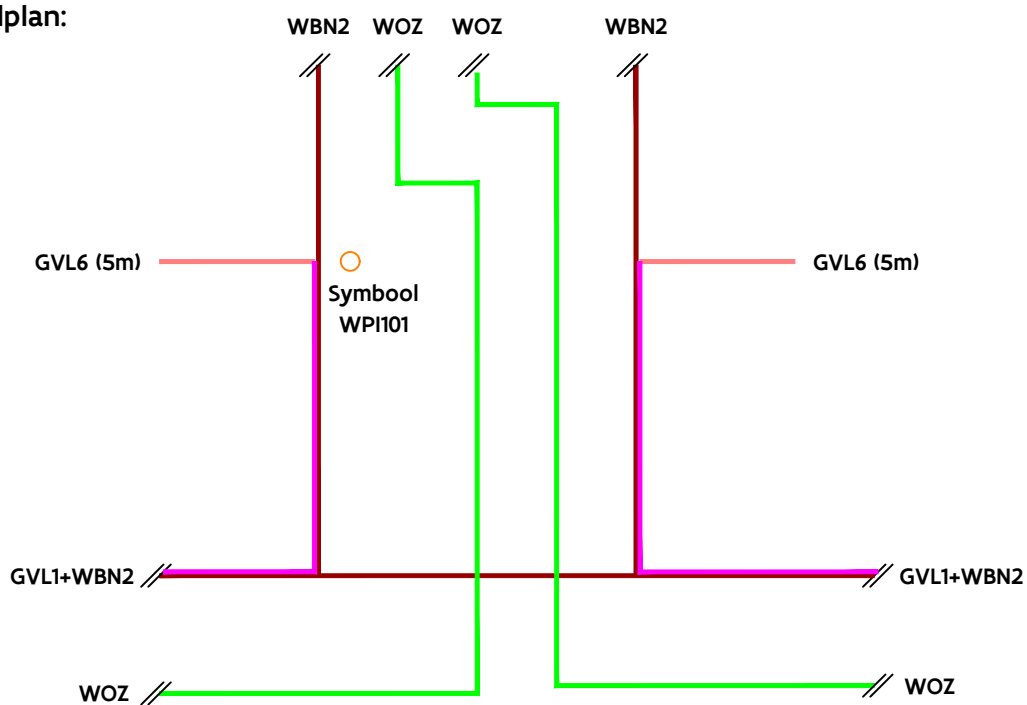 lplan:
WBN2 WOZ WOZ WBN2
GVL6 (5m) GVL6 (5m)
Symbool
WPI101
GVL1+WBN2 GVL1+WBN2
WOZ WOZ